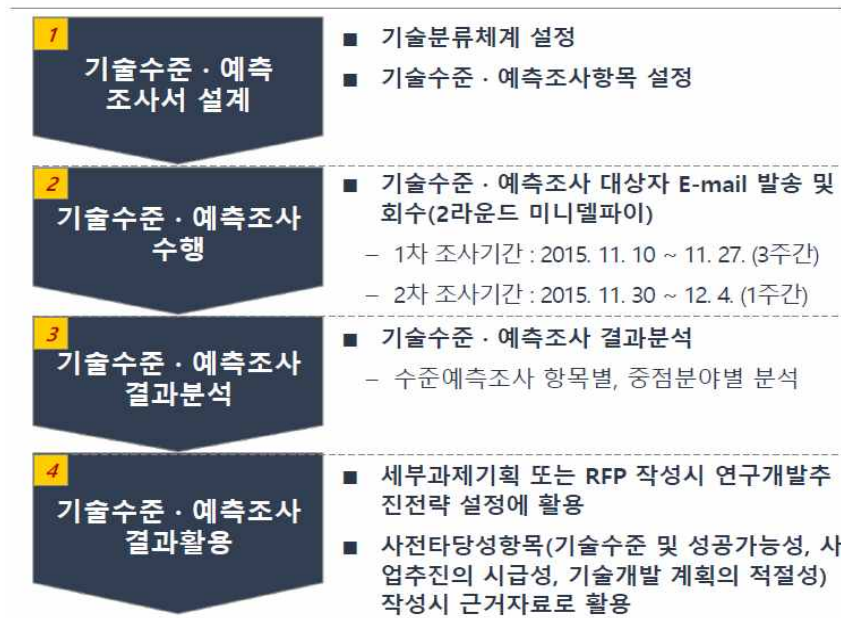 1
기술수준 · 예측
조사서 설계
■ 기술분류체계 설정
■ 기술수준 · 예측조사항목 설정
2
기술수준 · 예측조사
수행
■ 기술수준 · 예측조사 대상자 E-mail 발송 및
회수(2라운드 미니델파이)
– 1차 조사기간 : 2015. 11. 10 ~ 11. 27. (3주간)
– 2차 조사기간 : 2015. 11. 30 ~ 12. 4. (1주간)
3
기술수준 · 예측조사
결과분석
■ 기술수준 · 예측조사 결과분석
– 수준예측조사 항목별, 중점분야별 분석
4
기술수준 · 예측조사
결과활용
■ 세부과제기획 또는 RFP 작성시 연구개발추
진전략 설정에 활용
■ 사전타당성항목(기술수준 및 성공가능성, 사
업추진의 시급성, 기술개발 계획의 적절성)
작성시 근거자료로 활용